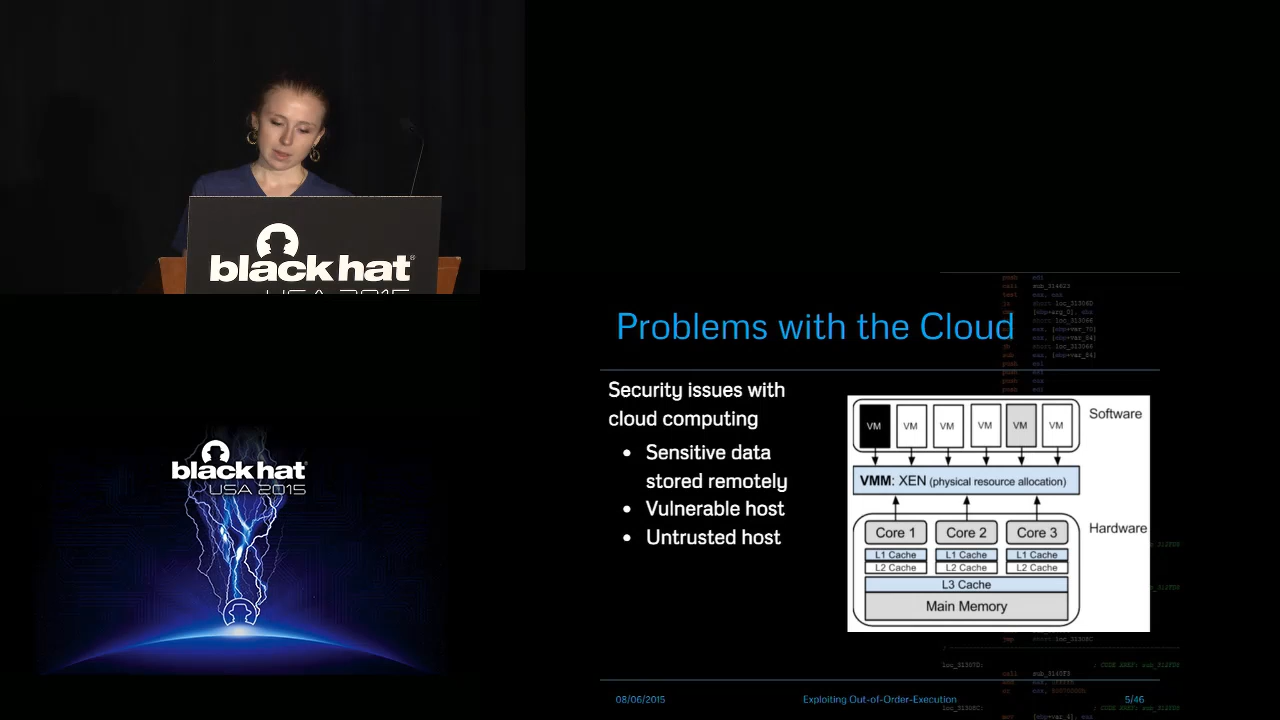 black hat®
USA 2015
black hat
USA 2015
Problems with the Cloud
Security issues with
cloud computing
• Sensitive data
stored remotely
• Vulnerable host
• Untrusted host
VM VM VM VM VM VM
Software
VMM: XEN (physical resource allocation)
Hardware
Core 1 Core 2 Core 3
L1 Cache L1 Cache L1 Cache
L2 Cache L2 Cache L2 Cache
L3 Cache
Main Memory
08/06/2015
Exploiting Out-of-Order-Execution
5/46